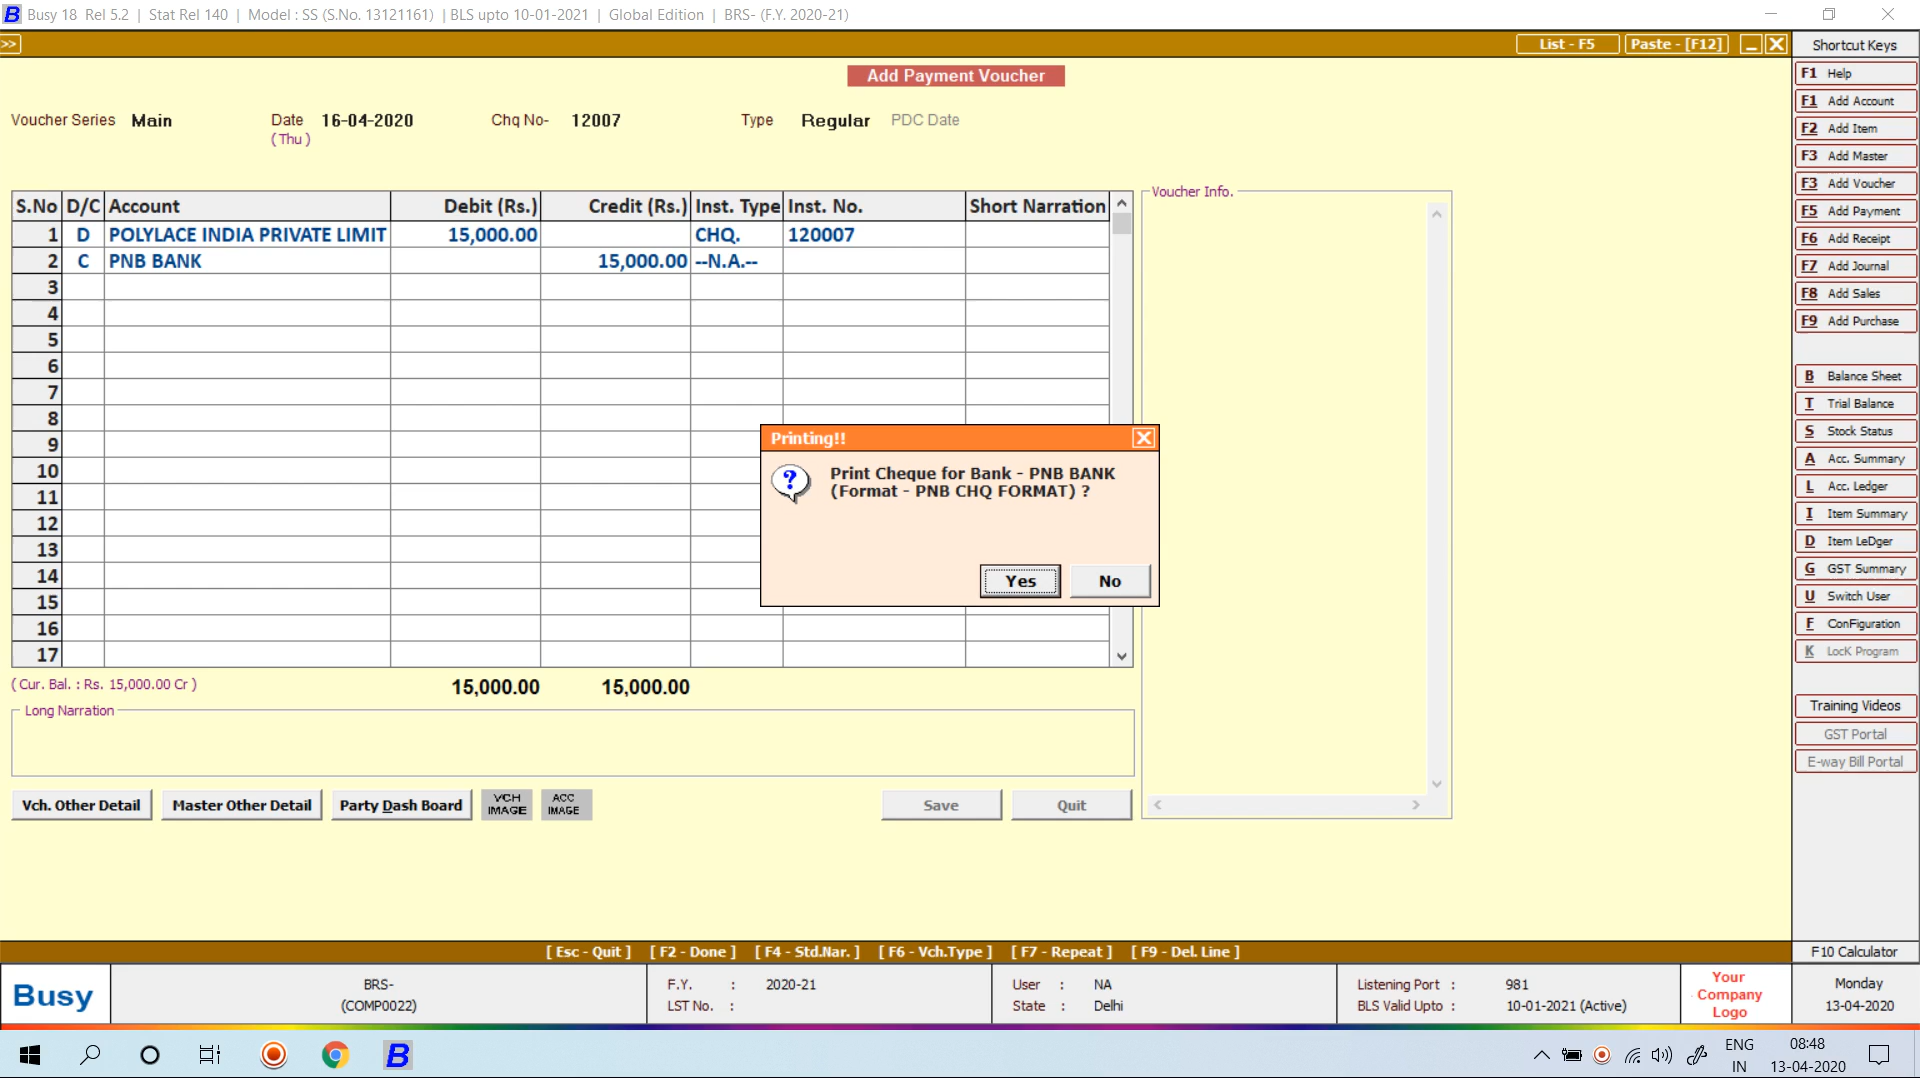 Busy 18 Rel 5.2 | Stat Rel 140 | Model : SS (S.No. 13121161) | BLS upto 10-01-2021 | Global Edition | BRS- (F.Y. 2020-21)
>> List - F5 Paste - [F12]
Add Payment Voucher
Voucher Series Main Date 16-04-2020 Chq No- 12007 Type Regular PDC Date
( Thu )
S.No D/C Account Debit (Rs.) Credit (Rs.) Inst. Type Inst. No. Short Narration
1 D POLYLACE INDIA PRIVATE LIMIT 15,000.00 CHQ. 120007
2 C PNB BANK 15,000.00 --N.A.--
3
4
5
6
7
8
9
10
11
12
13
14
15
16
17
Voucher Info.
Printing!!
Print Cheque for Bank - PNB BANK
(Format - PNB CHQ FORMAT) ?
Yes No
( Cur. Bal. : Rs. 15,000.00 Cr ) 15,000.00 15,000.00
Long Narration
Vch. Other Detail Master Other Detail Party Dash Board VCH IMAGE ACC IMAGE Save Quit
Shortcut Keys
F1 Help
F1 Add Account
F2 Add Item
F3 Add Master
F3 Add Voucher
F5 Add Payment
F6 Add Receipt
F7 Add Journal
F8 Add Sales
F9 Add Purchase
B Balance Sheet
T Trial Balance
S Stock Status
A Acc. Summary
L Acc. Ledger
I Item Summary
D Item LeDger
G GST Summary
U Switch User
F ConFiguration
K LocK Program
Training Videos
GST Portal
E-way Bill Portal
[ Esc - Quit ] [ F2 - Done ] [ F4 - Std.Nar. ] [ F6 - Vch.Type ] [ F7 - Repeat ] [ F9 - Del. Line ]
F10 Calculator
Busy
BRS-
(COMP0022)
F.Y. : 2020-21
LST No. :
User : NA
State : Delhi
Listening Port : 981
BLS Valid Upto : 10-01-2021 (Active)
Your
Company
Logo
Monday
13-04-2020
ENG
IN
08:48
13-04-2020